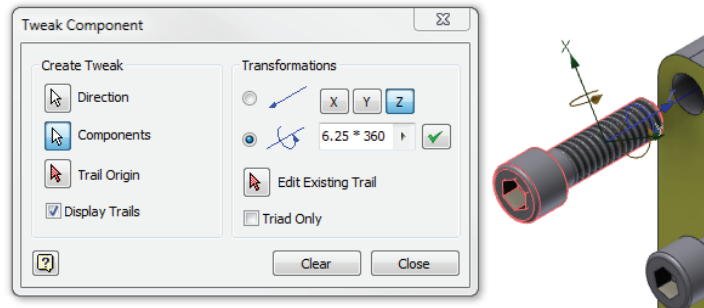 Tweak Component
Create Tweak
Direction
Components
Trail Origin
Display Trails
Transformations
X Y Z
6.25 * 360
Edit Existing Trail
Triad Only
?
Clear
Close
X
Z